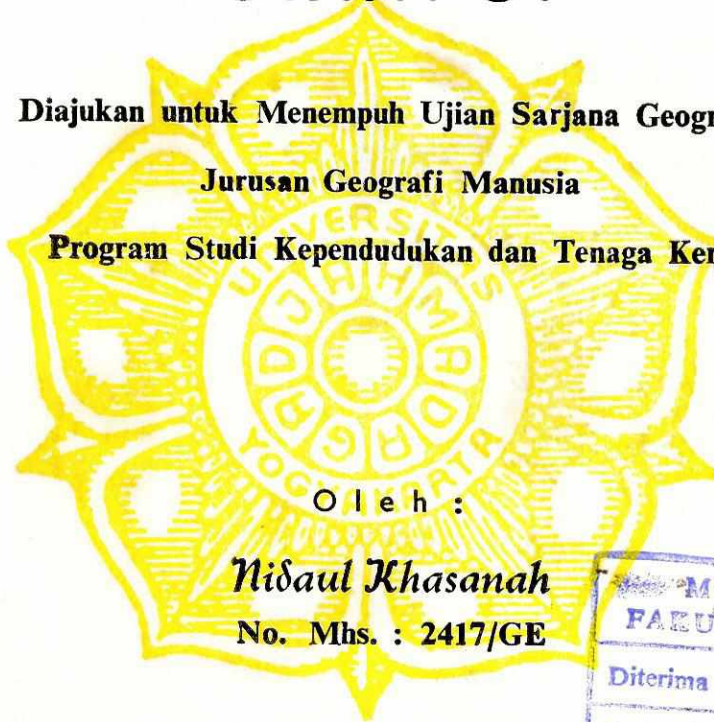 Diajukan untuk Menempuh Ujian Sarjana Geogr
Jurusan Geografi Manusia
Program Studi Kependudukan dan Tenaga Ker
UNIVERSITAS
GADJAH MADA
YOGYAKARTA
Oleh :
Nidaul Khasanah
No. Mhs. : 2417/GE
M
FAKU
Diterima